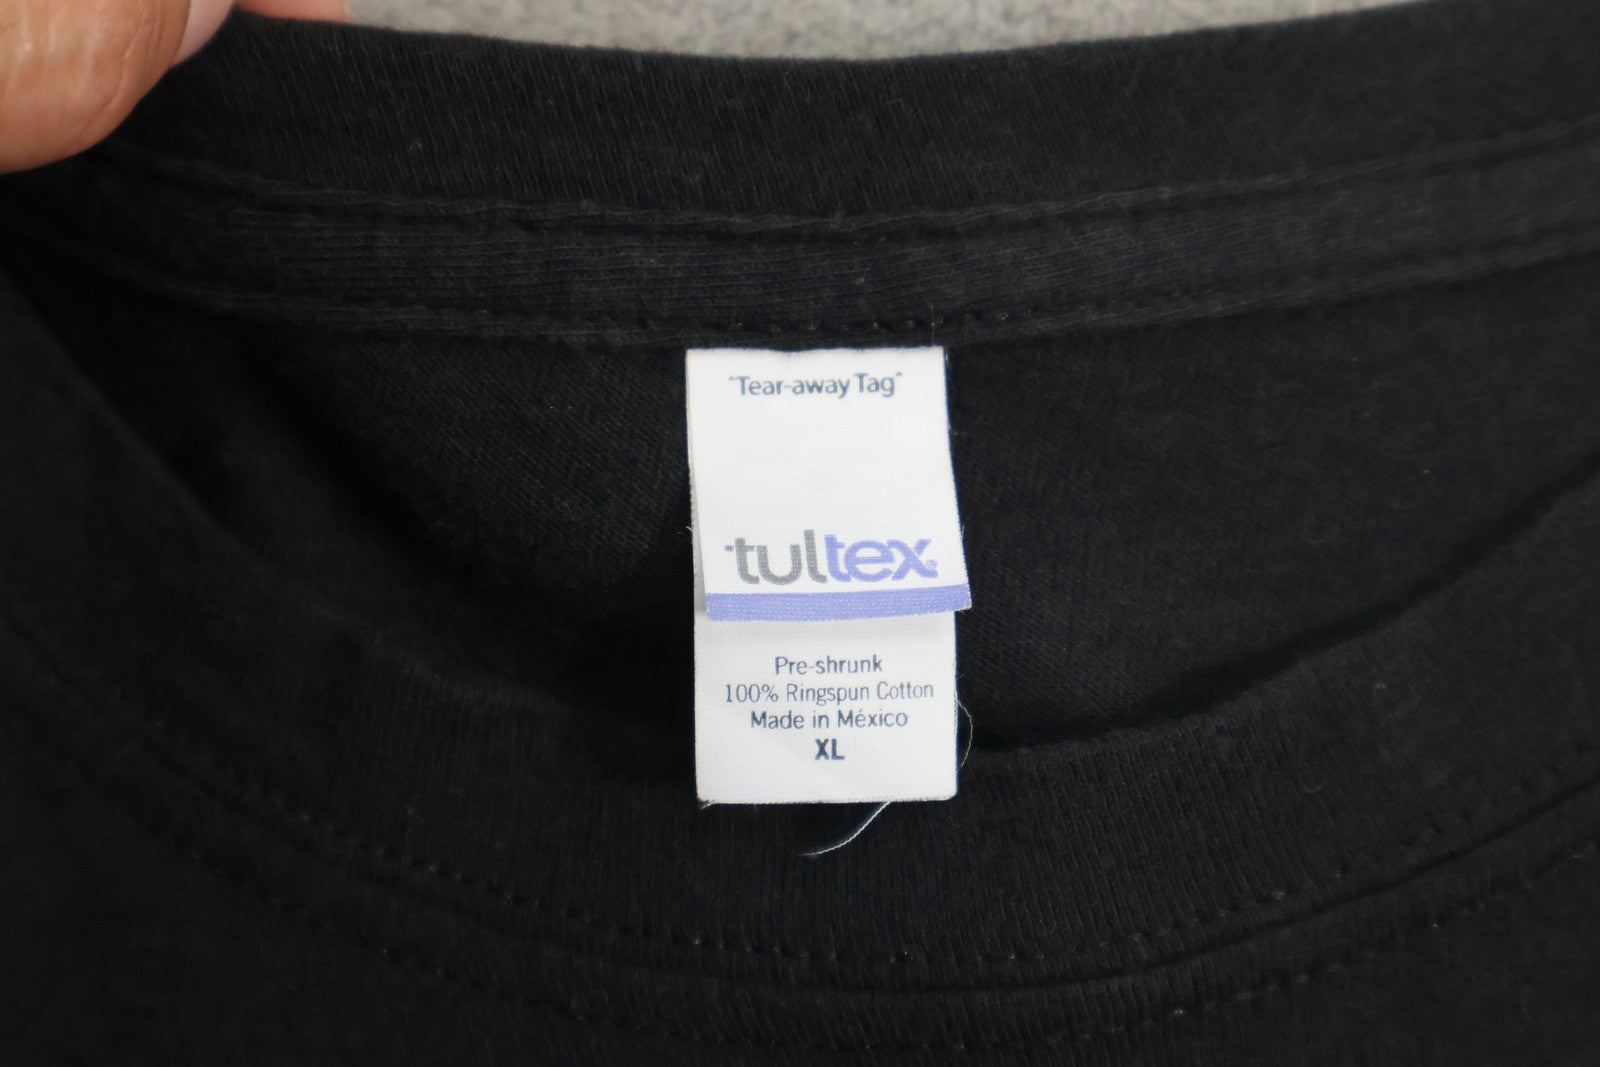 "Tear-away Tag"
tultex®
Pre-shrunk
100% Ringspun Cotton
Made in México
XL